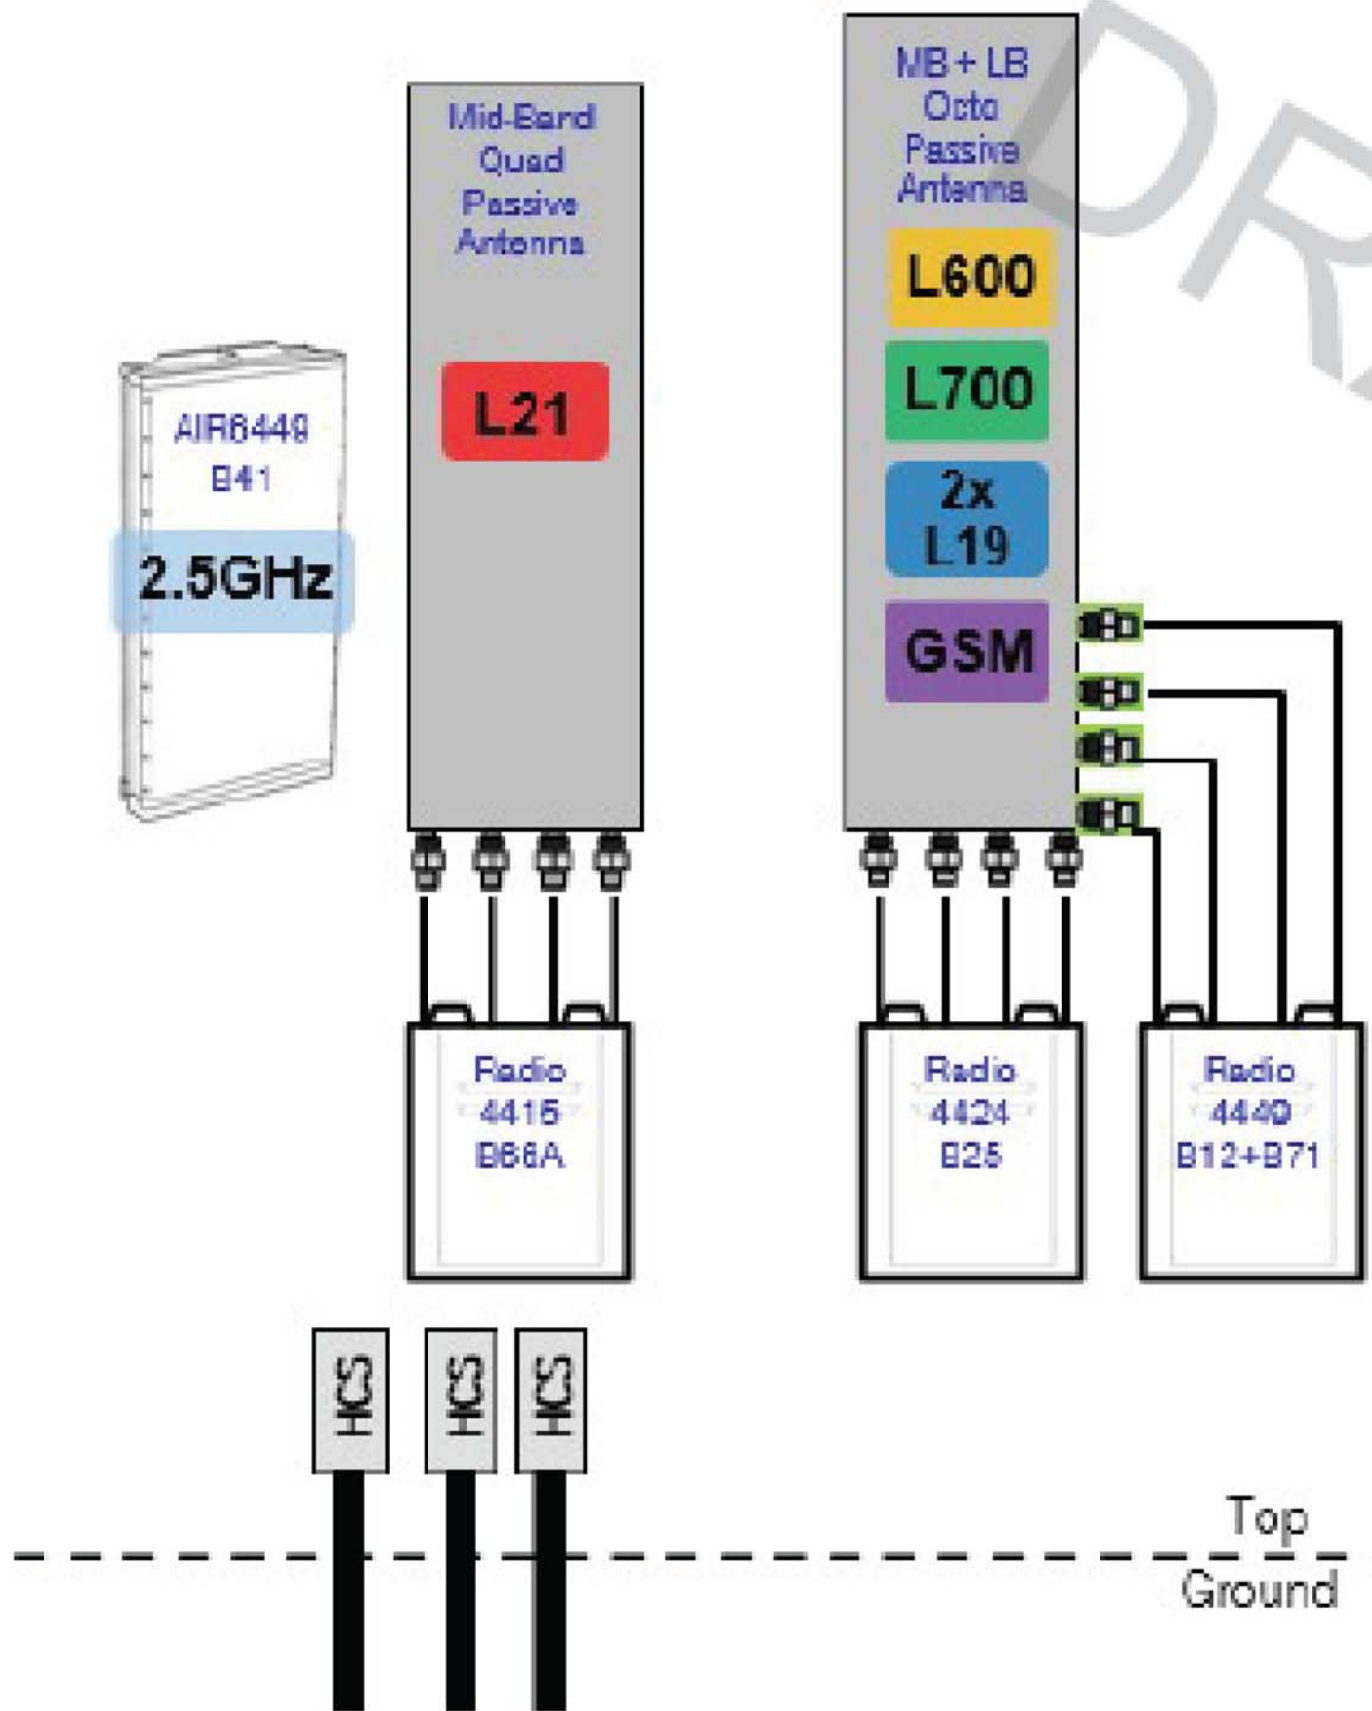 DRA
MB + LB
Octo
Passive
Antenna
Mid-Band
Quad
Passive
Antenna
L600
L700
L21
AIR6449
B41
2x
L19
2.5GHz
GSM
Radio
4415
B66A
Radio
4424
B25
Radio
4449
B12+B71
HCS
HCS
HCS
Top
Ground